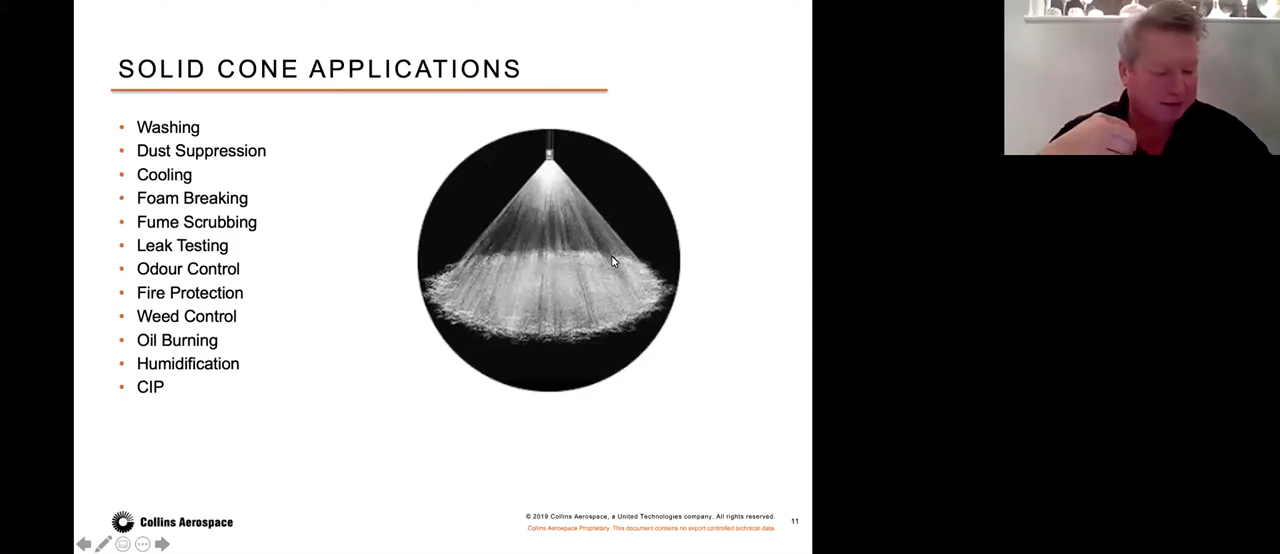 SOLID CONE APPLICATIONS
• Washing
• Dust Suppression
• Cooling
• Foam Breaking
• Fume Scrubbing
• Leak Testing
• Odour Control
• Fire Protection
• Weed Control
• Oil Burning
• Humidification
• CIP
Collins Aerospace
© 2019 Collins Aerospace, a United Technologies company. All rights reserved.
Collins Aerospace Proprietary. This document contains no export controlled technical data.
11